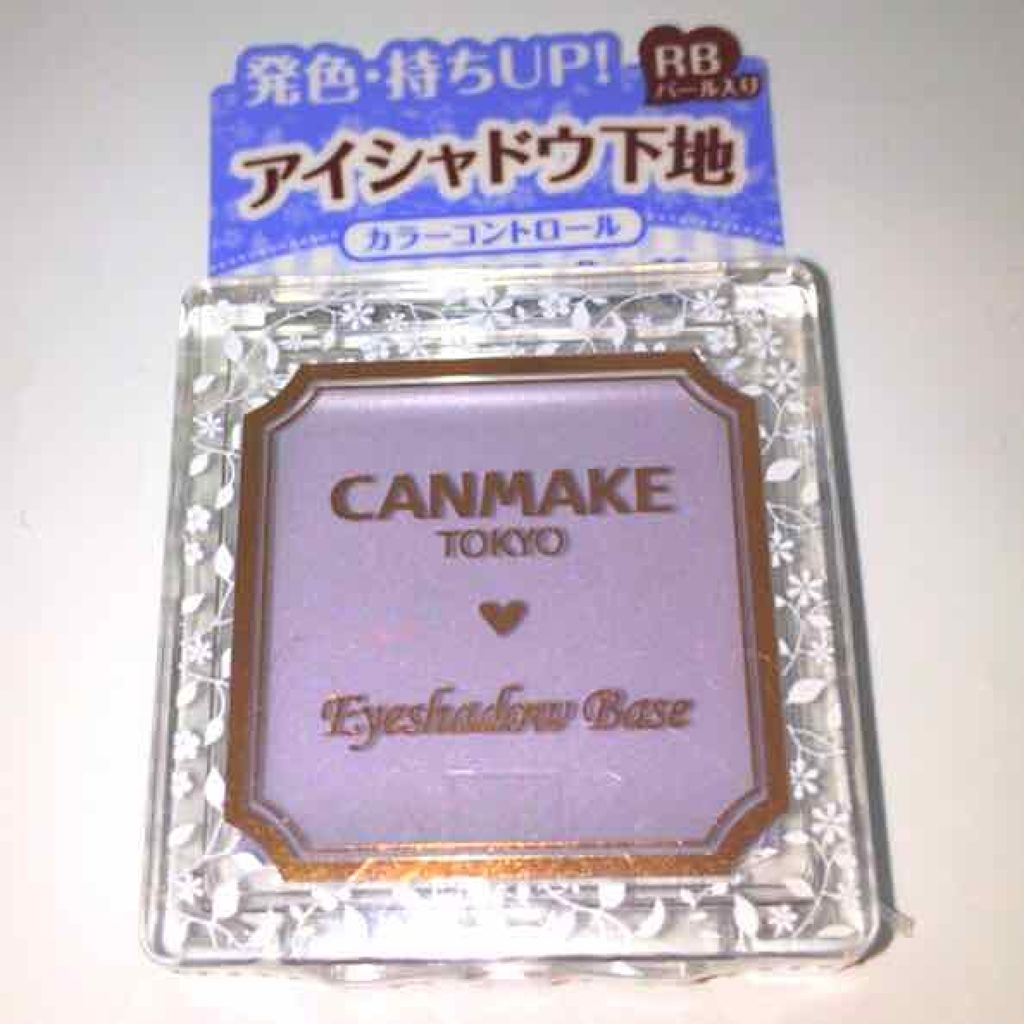 発色・持ちUP!
RB
パール入り
アイシャドウ下地
カラーコントロール
CANMAKE
TOKYO
Eyeshadow Base